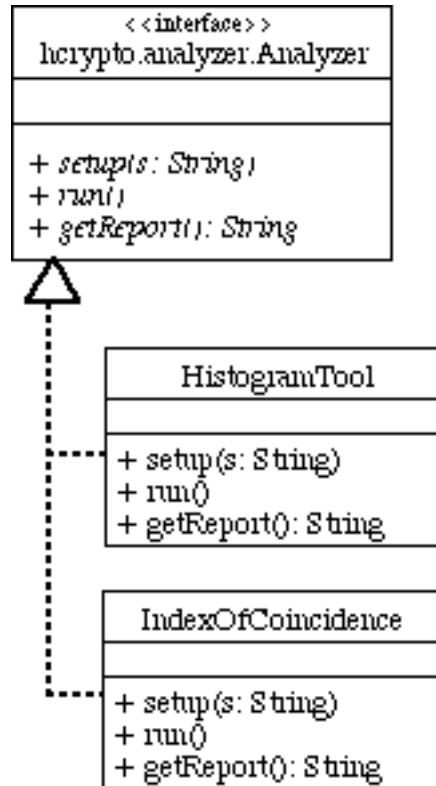 <<interface>>
hcrypto.analyzer.Analyzer
+ setup(s: String)
+ run()
+ getReport(): String
HistogramTool
+ setup(s: String)
+ run()
+ getReport(): String
IndexOfCoincidence
+ setup(s: String)
+ run()
+ getReport(): String